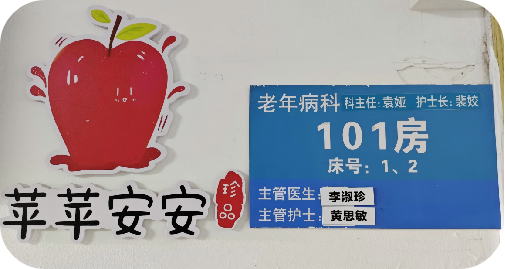 苹苹安安
珍品
老年病科 科主任:袁娅 护士长:裴姣
101房
床号：1、2
主管医生：李淑珍
主管护士：黄思敏